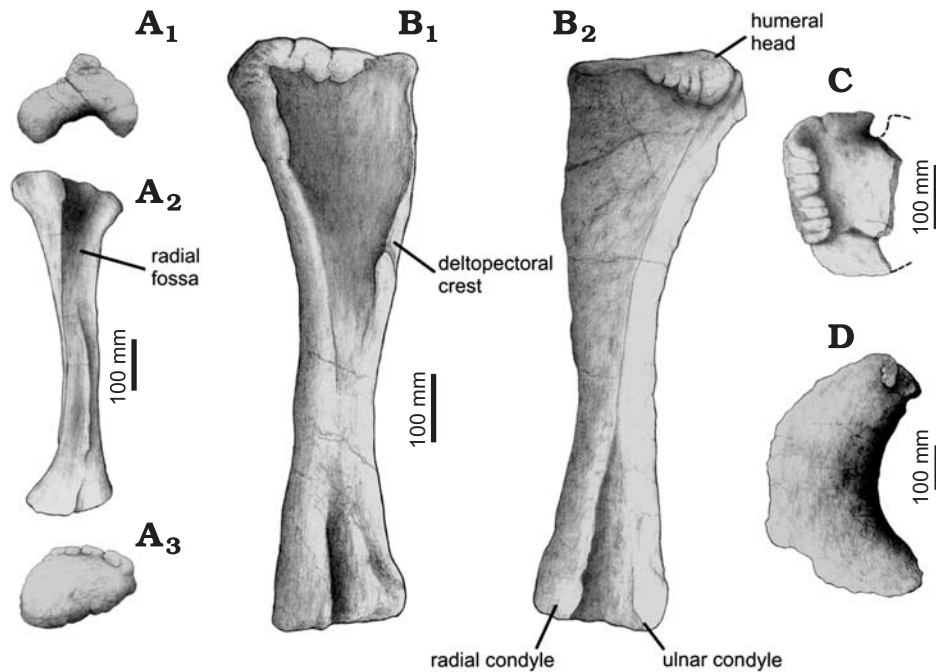 A1
B1
B2
humeral
head
C
100 mm
A2
radial
fossa
deltopectoral
crest
100 mm
100 mm
D
100 mm
A3
radial condyle
ulnar condyle